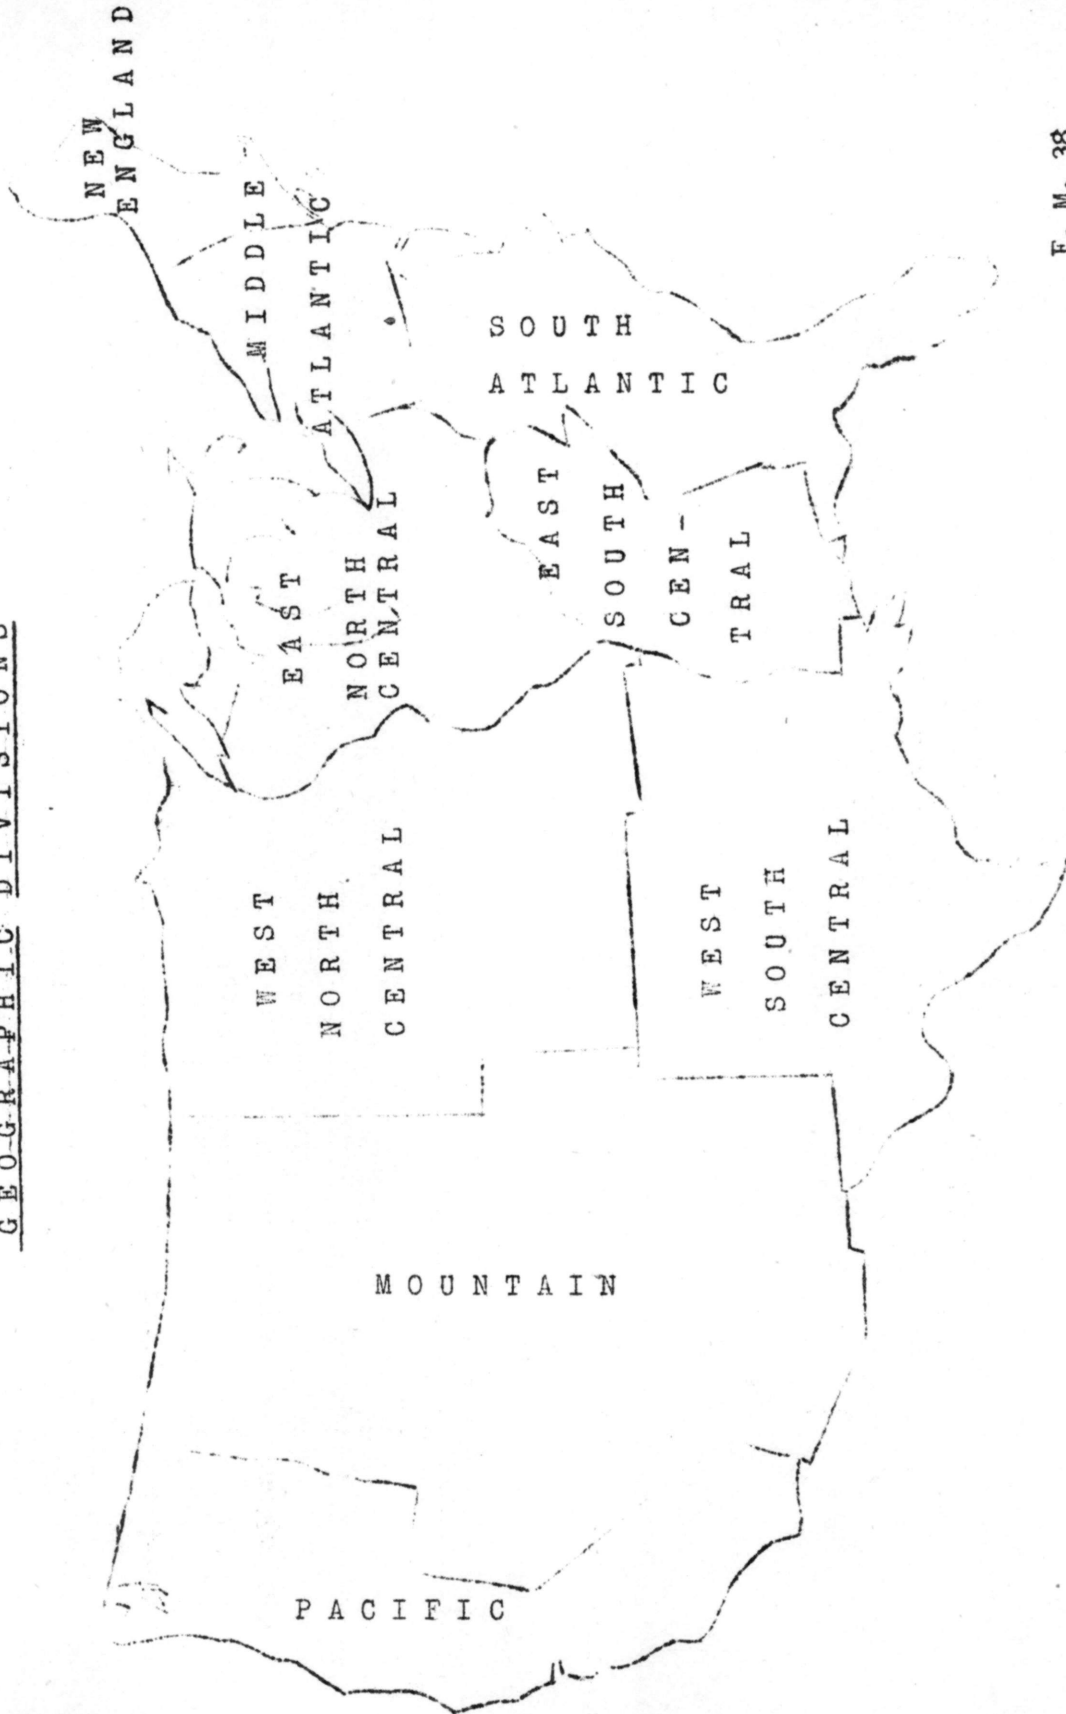 GEOGRAPHIC DIVISIONS
NEW
ENGLAND
MIDDLE
ATLANTIC
EAST
NORTH
CENTRAL
WEST
NORTH
CENTRAL
SOUTH
ATLANTIC
EAST
SOUTH
CEN-
TRAL
WEST
SOUTH
CENTRAL
MOUNTAIN
PACIFIC
F. M. 38